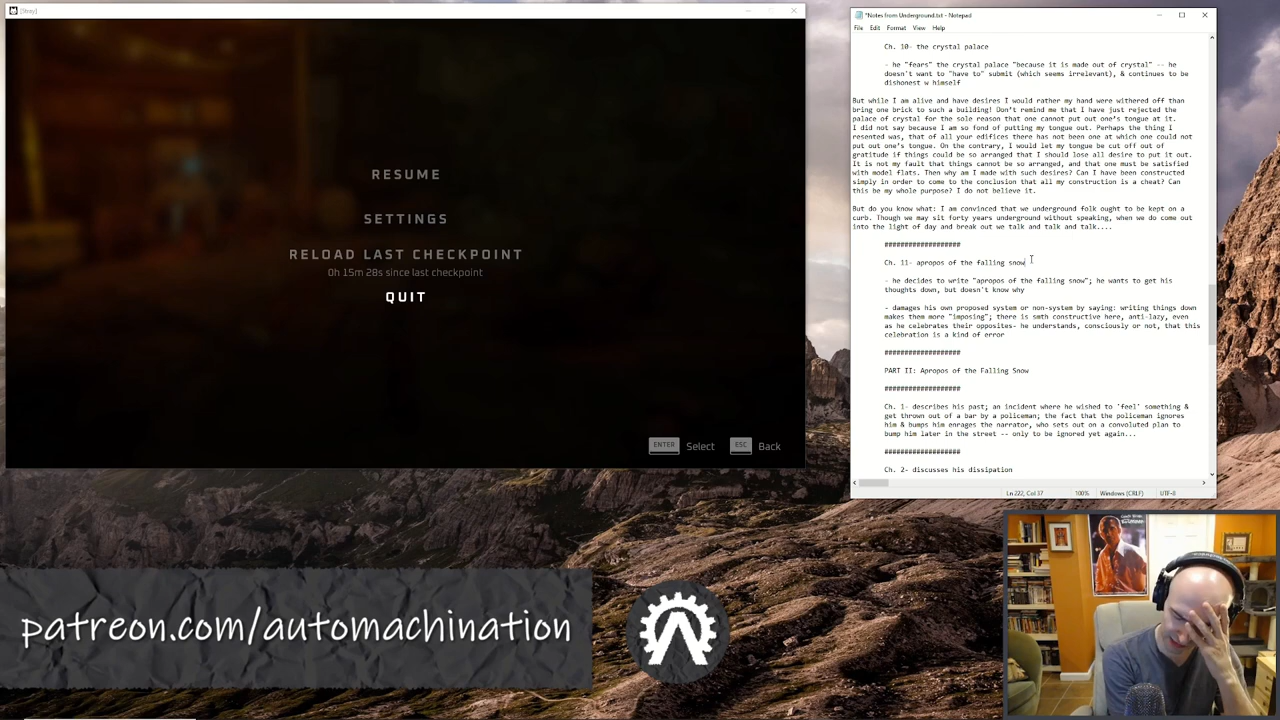 [Stray]
RESUME
SETTINGS
RELOAD LAST CHECKPOINT
0h 15m 28s since last checkpoint
QUIT
ENTER Select ESC Back
*Notes from Underground.txt - Notepad
File Edit Format View Help
Ch. 10- the crystal palace
- he "fears" the crystal palace "because it is made out of crystal" -- he
doesn't want to "have to" submit (which seems irrelevant), & continues to be
dishonest w himself
But while I am alive and have desires I would rather my hand were withered off than
bring one brick to such a building! Don't remind me that I have just rejected the
palace of crystal for the sole reason that one cannot put out one's tongue at it.
I did not say because I am so fond of putting my tongue out. Perhaps the thing I
resented was, that of all your edifices there has not been one at which one could not
put out one's tongue. On the contrary, I would let my tongue be cut off out of
gratitude if things could be so arranged that I should lose all desire to put it out.
It is not my fault that things cannot be so arranged, and that one must be satisfied
with model flats. Then why am I made with such desires? Can I have been constructed
simply in order to come to the conclusion that all my construction is a cheat? Can
this be my whole purpose? I do not believe it.
But do you know what: I am convinced that we underground folk ought to be kept on a
curb. Though we may sit forty years underground without speaking, when we do come out
into the light of day and break out we talk and talk and talk....
##################
Ch. 11- apropos of the falling snow
- he decides to write "apropos of the falling snow"; he wants to get his
thoughts down, but doesn't know why
- damages his own proposed system or non-system by saying: writing things down
makes them more "imposing"; there is smth constructive here, anti-lazy, even
as he celebrates their opposites- he understands, consciously or not, that this
celebration is a kind of error
##################
PART II: Apropos of the Falling Snow
##################
Ch. 1- describes his past; an incident where he wished to 'feel' something &
get thrown out of a bar by a policeman; the fact that the policeman ignores
him & bumps him enrages the narrator, who sets out on a convoluted plan to
bump him later in the street -- only to be ignored yet again...
##################
Ch. 2- discusses his dissipation
Ln 222, Col 37 100% Windows (CRLF) UTF-8
patreon.com/automachination